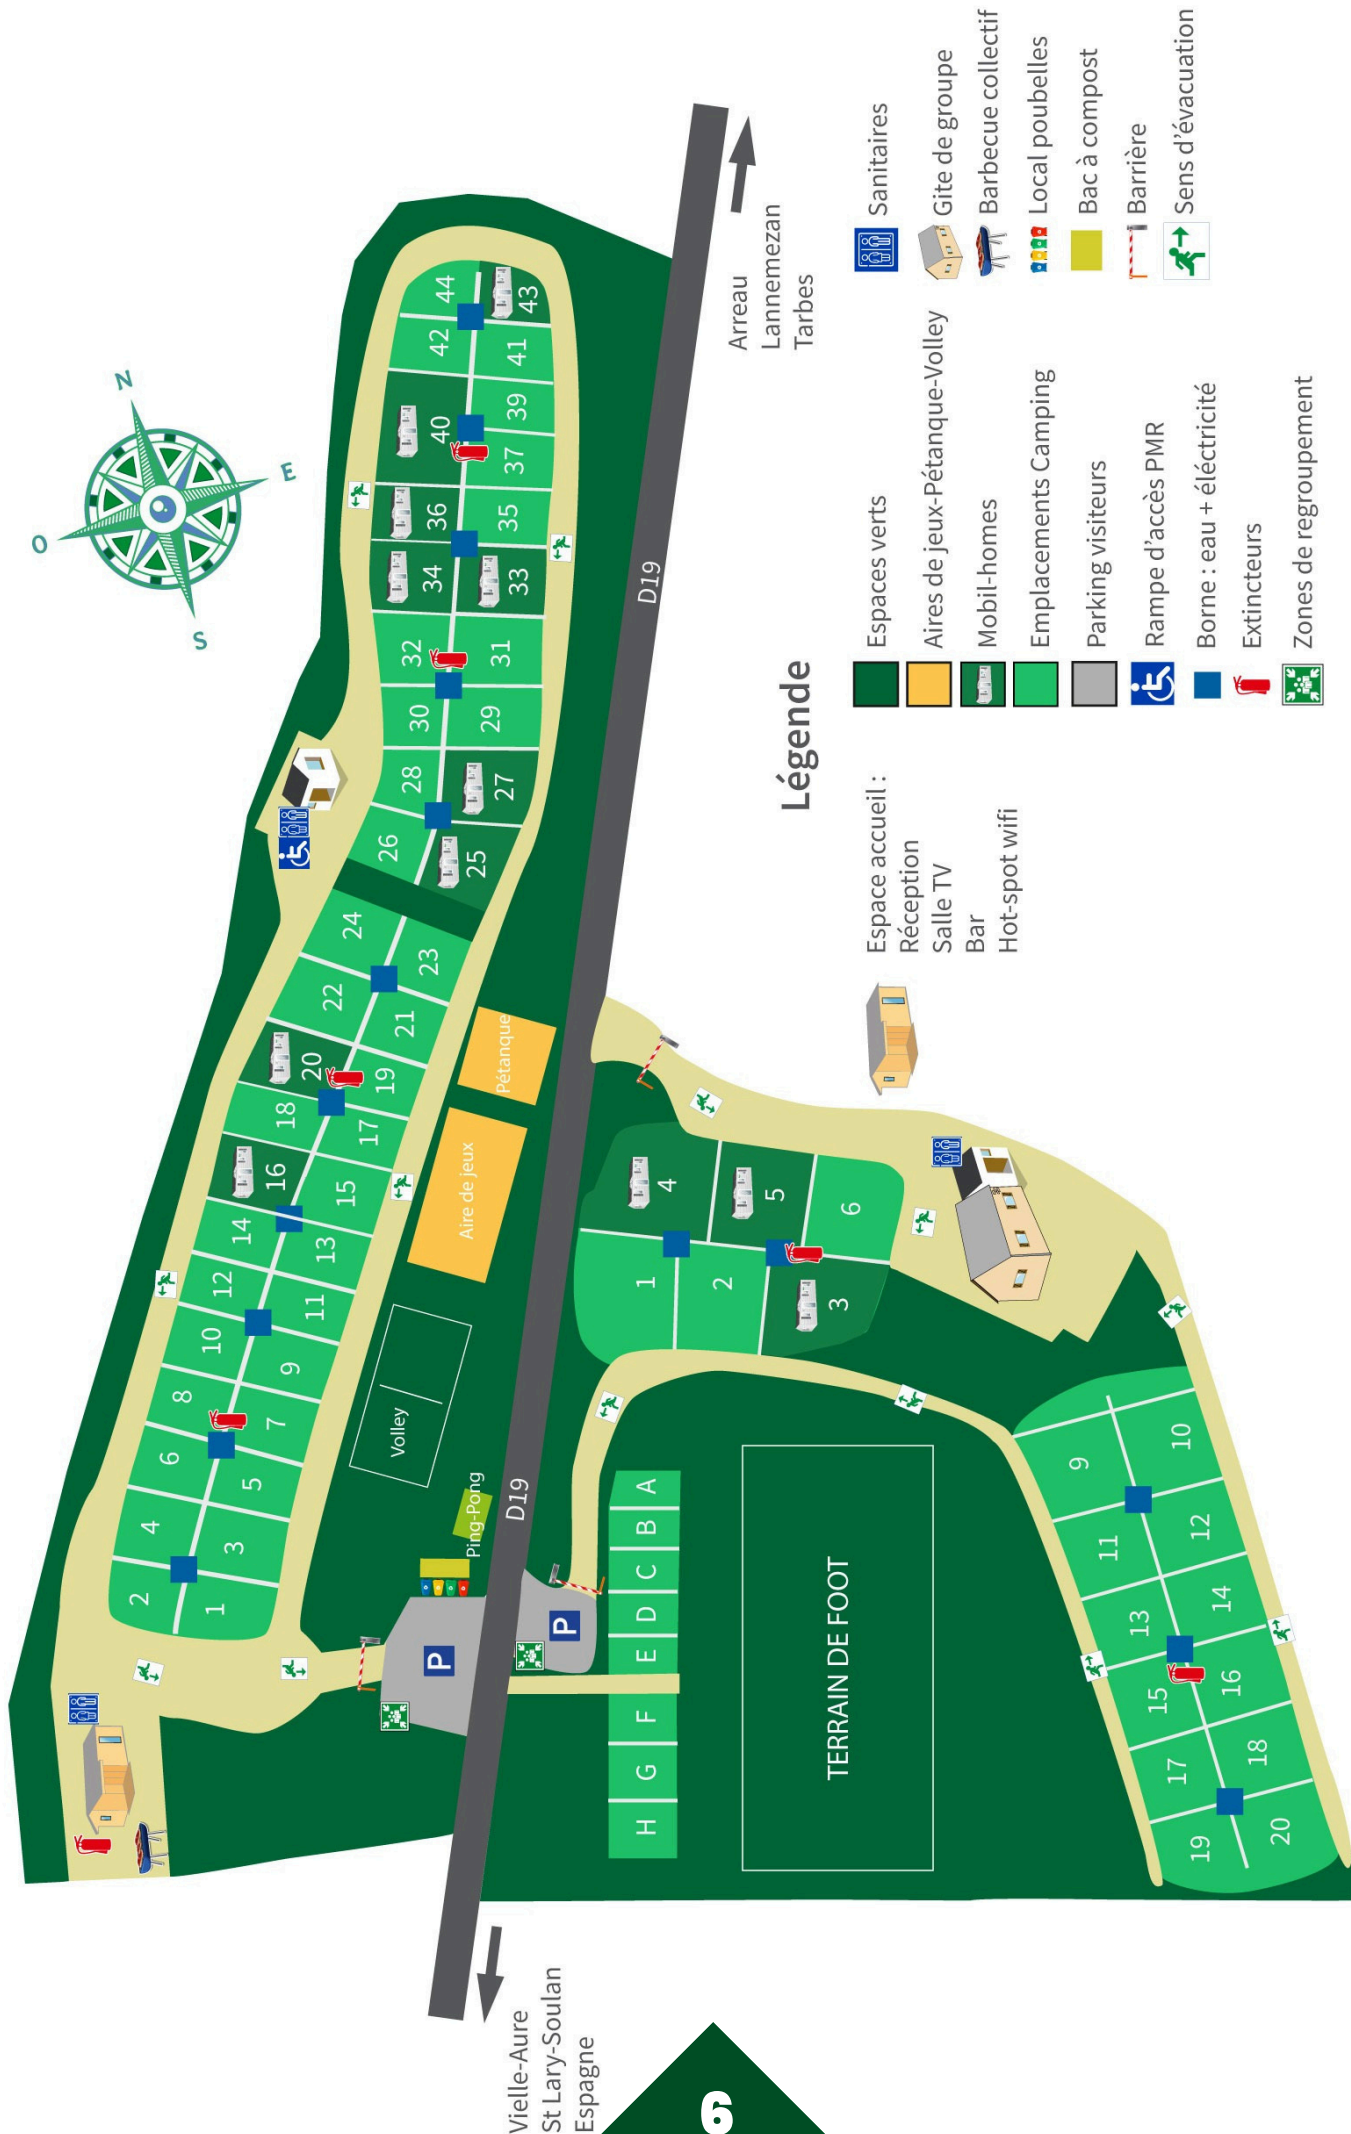 N
E
S
O
44
43
42
41
40
39
37
36
35
34
33
32
31
30
29
28
27
26
25
24
23
22
21
20
19
18
17
16
15
14
13
12
11
10
9
8
7
6
5
4
3
2
1
Pétanque
Aire de jeux
Volley
Ping-Pong
D19
D19
P
P
Arreau
Lannemezan
Tarbes
Vielle-Aure
St Lary-Soulan
Espagne
1
2
3
4
5
6
A
B
C
D
E
F
G
H
TERRAIN DE FOOT
9
10
11
12
13
14
15
16
17
18
19
20
Espace accueil :
Réception
Salle TV
Bar
Hot-spot wifi
Légende
Espaces verts
Aires de jeux-Pétanque-Volley
Mobil-homes
Emplacements Camping
Parking visiteurs
Rampe d'accès PMR
Borne : eau + éléctricité
Extincteurs
Zones de regroupement
Sanitaires
Gite de groupe
Barbecue collectif
Local poubelles
Bac à compost
Barrière
Sens d'évacuation
6